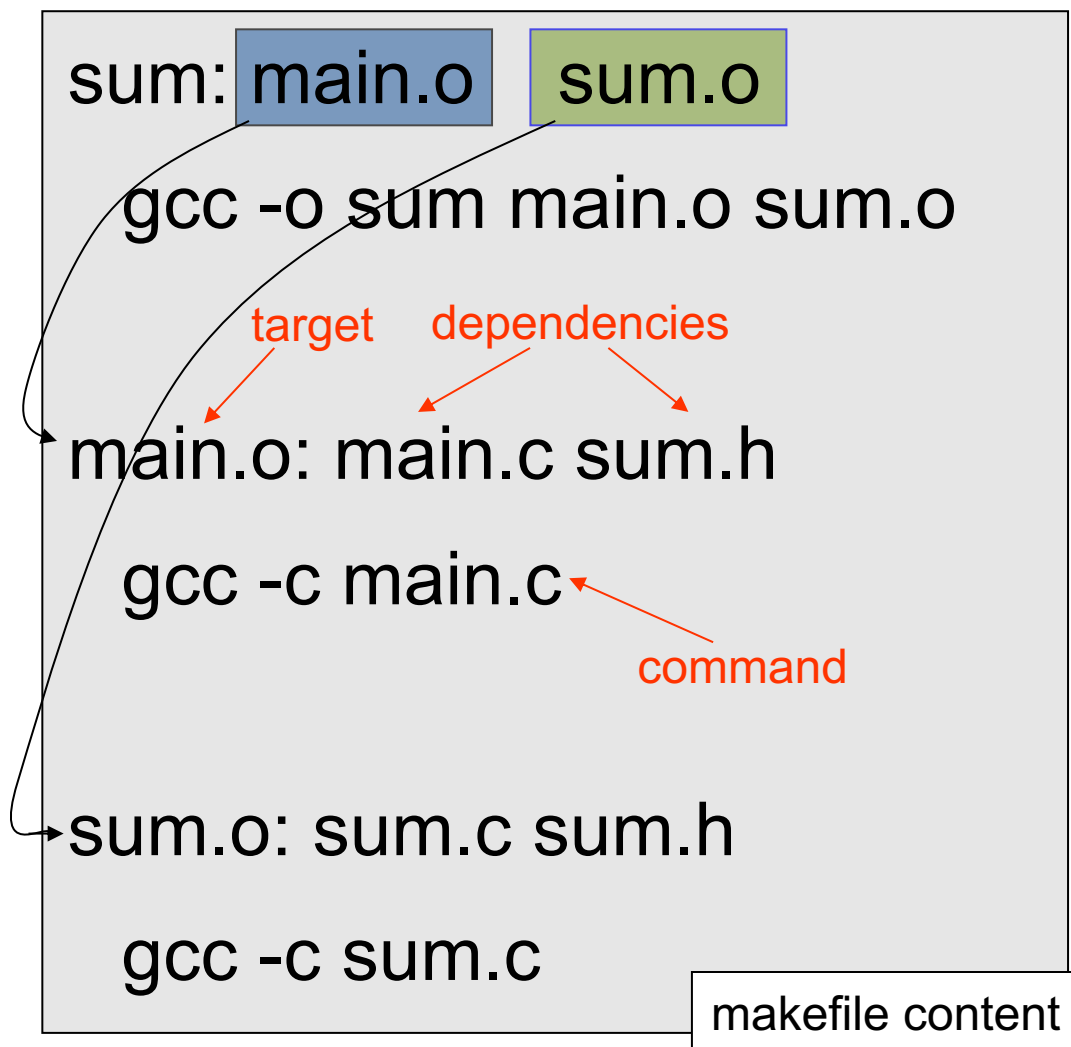 sum: main.o sum.o
gcc -o sum main.o sum.o
target dependencies
main.o: main.c sum.h
gcc -c main.c
command
sum.o: sum.c sum.h
gcc -c sum.c
makefile content